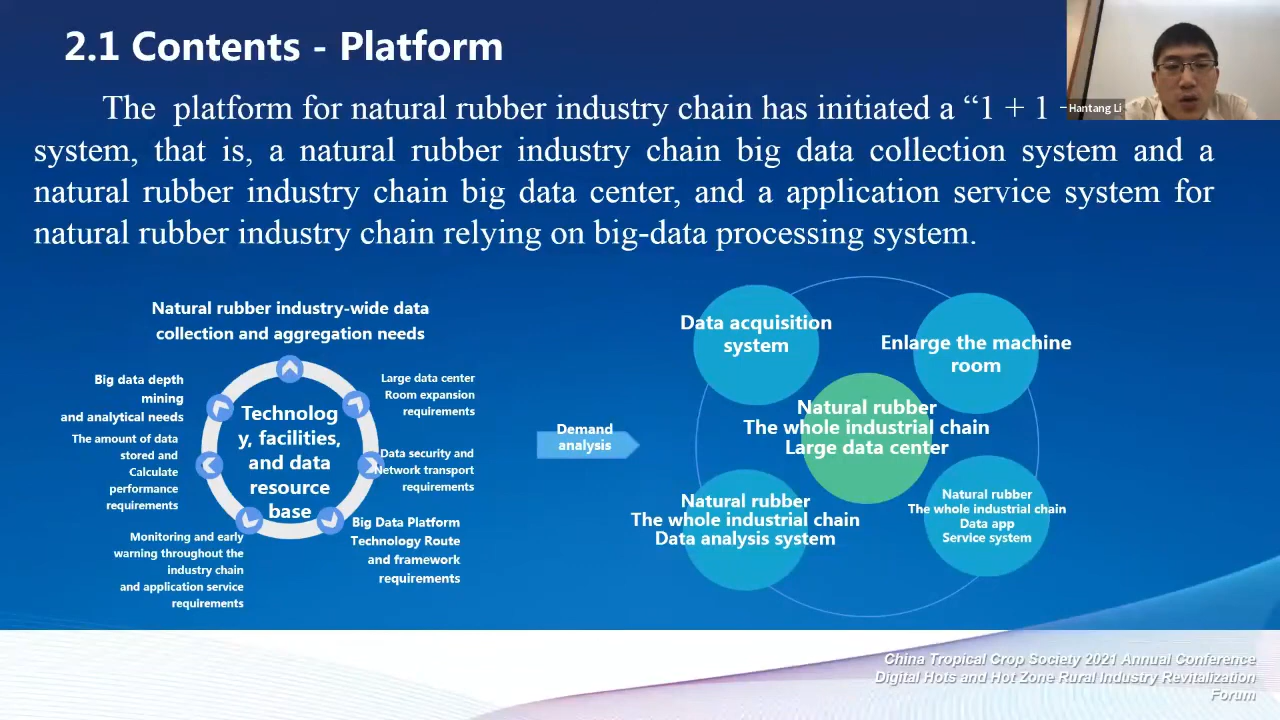 2.1 Contents - Platform
The platform for natural rubber industry chain has initiated a “1 + 1
Hantang Li
system, that is, a natural rubber industry chain big data collection system and a
natural rubber industry chain big data center, and a application service system for
natural rubber industry chain relying on big-data processing system.
Natural rubber industry-wide data
collection and aggregation needs
Big data depth
mining
and analytical needs
The amount of data
stored and
Calculate
performance
requirements
Monitoring and early
warning throughout the
industry chain
and application service
requirements
Technolog
y, facilities,
and data
resource
base
Large data center
Room expansion
requirements
Data security and
Network transport
requirements
Big Data Platform
Technology Route
and framework
requirements
Demand
analysis
Data acquisition
system
Enlarge the machine
room
Natural rubber
The whole industrial chain
Large data center
Natural rubber
The whole industrial chain
Data analysis system
Natural rubber
The whole industrial chain
Data app
Service system
China Tropical Crop Society 2021 Annual Conference
Digital Hots and Hot Zone Rural Industry Revitalization
Forum